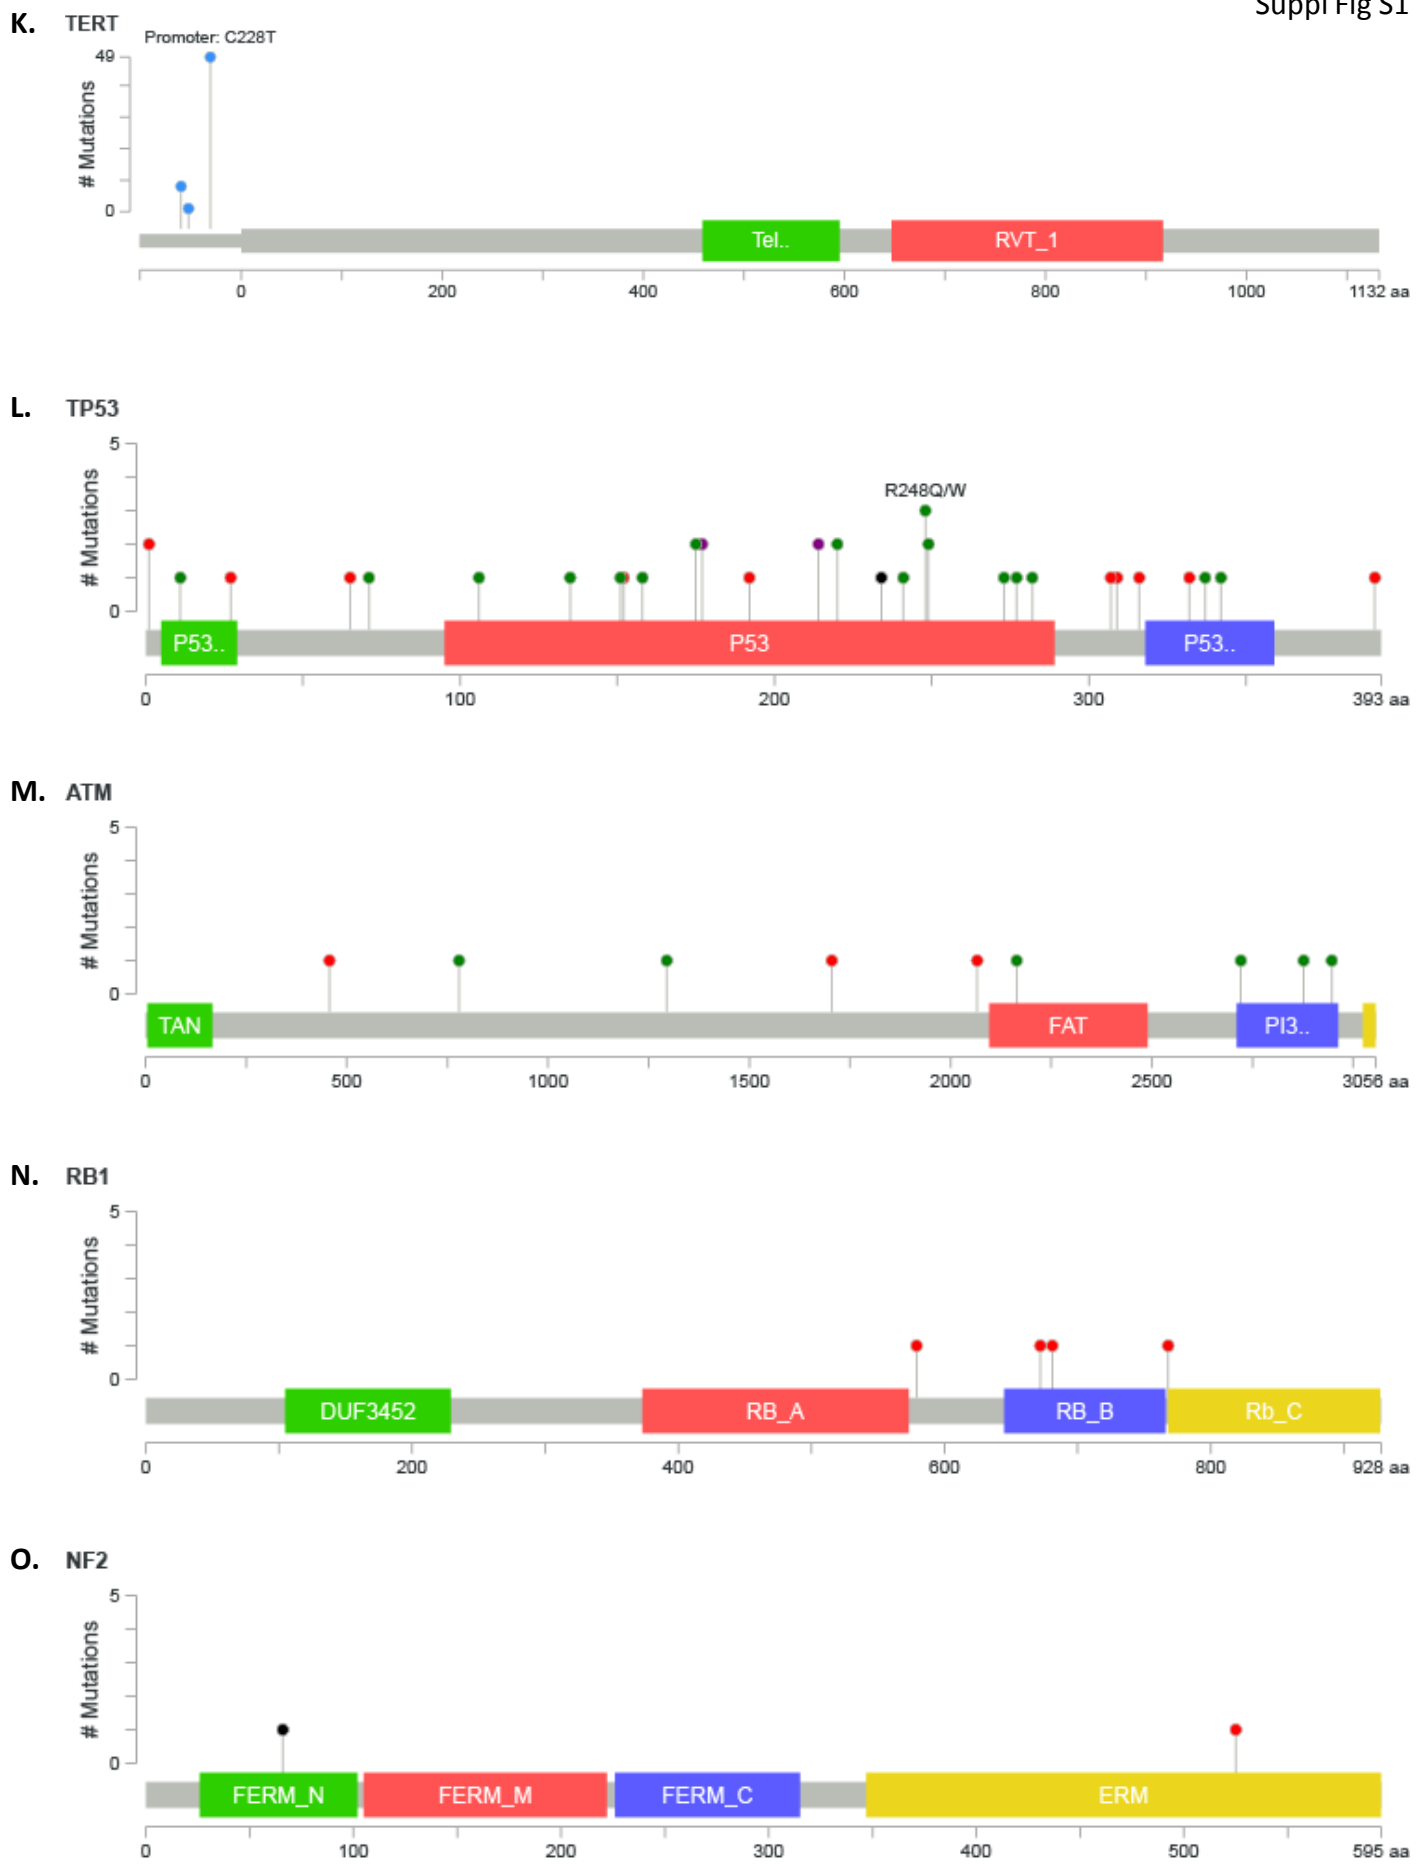 Suppl Fig S1
K. TERT
Promoter: C228T
49
# Mutations
0
Tel..
RVT_1
0 200 400 600 800 1000 1132 aa
L. TP53
5
R248Q/W
# Mutations
0
P53..
P53
P53..
0 100 200 300 393 aa
M. ATM
5
# Mutations
0
TAN
FAT
PI3..
0 500 1000 1500 2000 2500 3056 aa
N. RB1
5
# Mutations
0
DUF3452
RB_A
RB_B
Rb_C
0 200 400 600 800 928 aa
O. NF2
5
# Mutations
0
FERM_N
FERM_M
FERM_C
ERM
0 100 200 300 400 500 595 aa